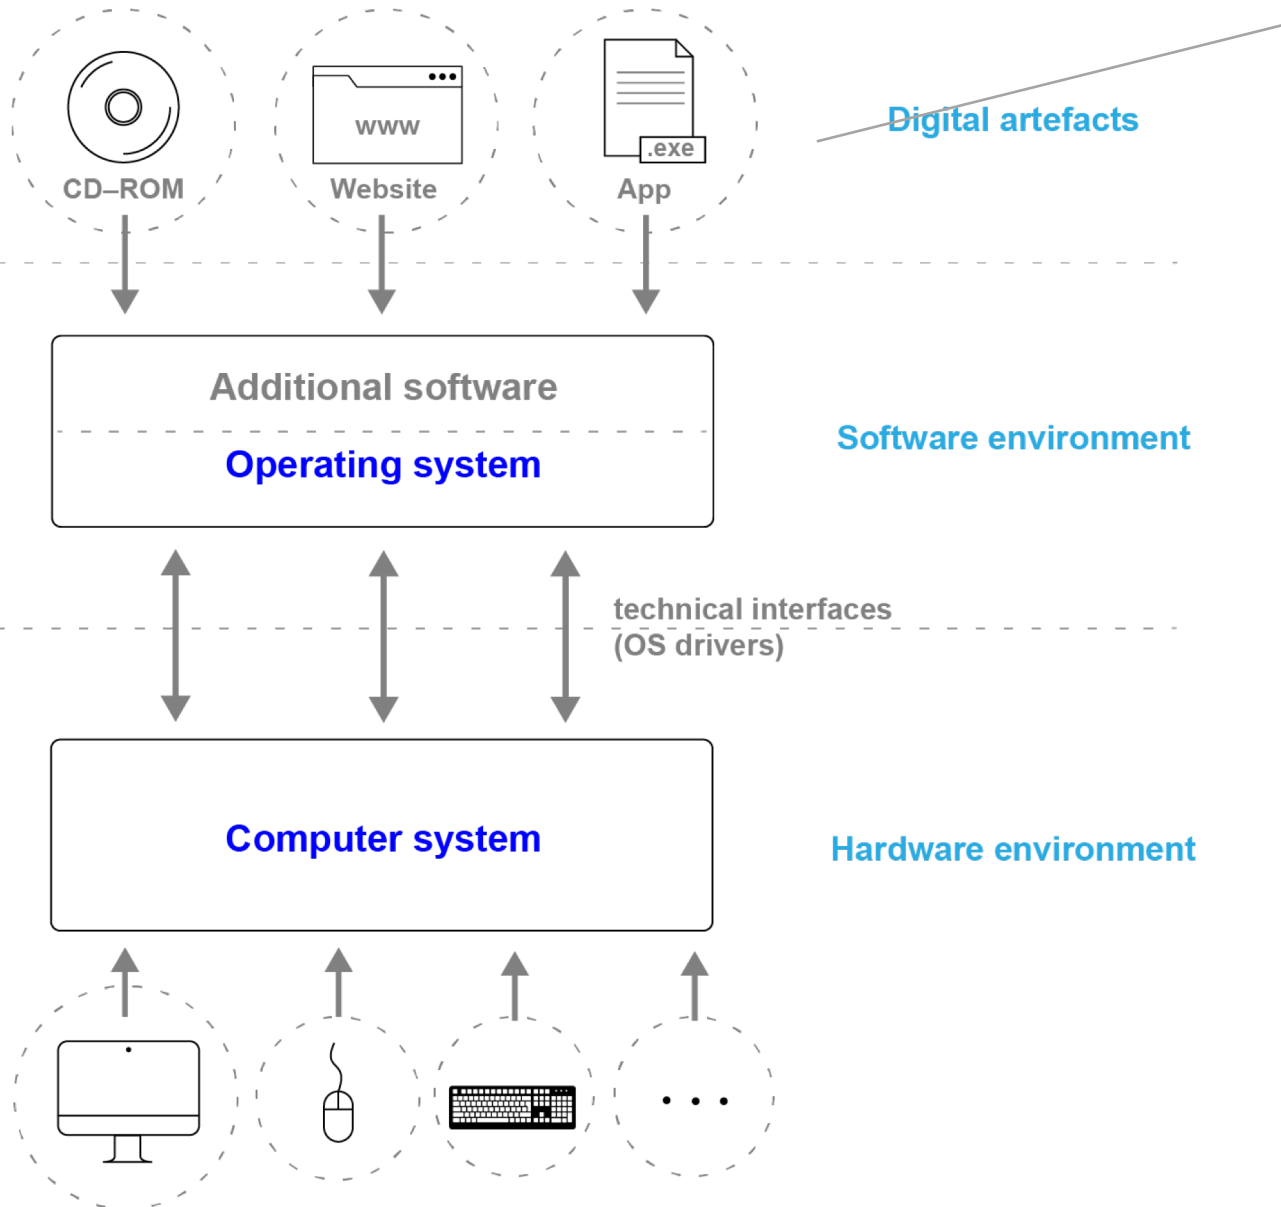 www
.exe
CD–ROM
Website
App
Digital artefacts
Additional software
Operating system
Software environment
technical interfaces
(OS drivers)
Computer system
Hardware environment